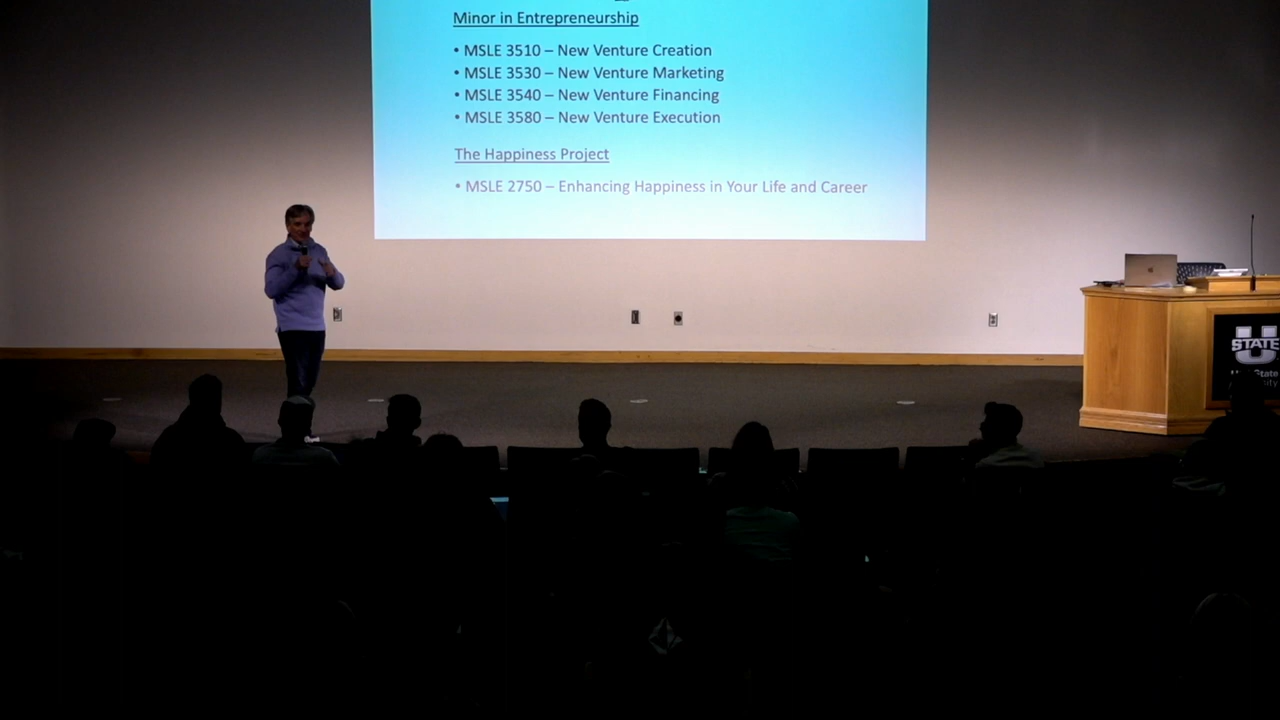 Minor in Entrepreneurship
• MSLE 3510 – New Venture Creation
• MSLE 3530 – New Venture Marketing
• MSLE 3540 – New Venture Financing
• MSLE 3580 – New Venture Execution
The Happiness Project
• MSLE 2750 – Enhancing Happiness in Your Life and Career
U
STATE
State